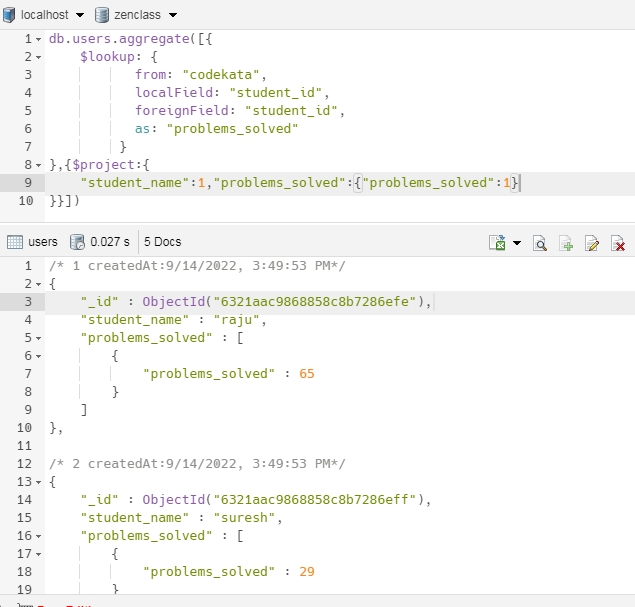 localhost zenclass
1 db.users.aggregate([{
2 $lookup: {
3 from: "codekata",
4 localField: "student_id",
5 foreignField: "student_id",
6 as: "problems_solved"
7 }
8 },{$project:{
9 "student_name":1,"problems_solved":{"problems_solved":1}
10 }}])
users 0.027 s 5 Docs
1 /* 1 createdAt:9/14/2022, 3:49:53 PM*/
2 {
3 "_id" : ObjectId("6321aac9868858c8b7286efe"),
4 "student_name" : "raju",
5 "problems_solved" : [
6 {
7 "problems_solved" : 65
8 }
9 ]
10 },
11
12 /* 2 createdAt:9/14/2022, 3:49:53 PM*/
13 {
14 "_id" : ObjectId("6321aac9868858c8b7286eff"),
15 "student_name" : "suresh",
16 "problems_solved" : [
17 {
18 "problems_solved" : 29
19 }